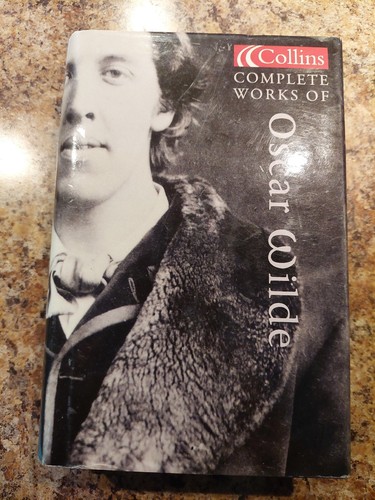 Collins
COMPLETE
WORKS OF
Oscar Wilde